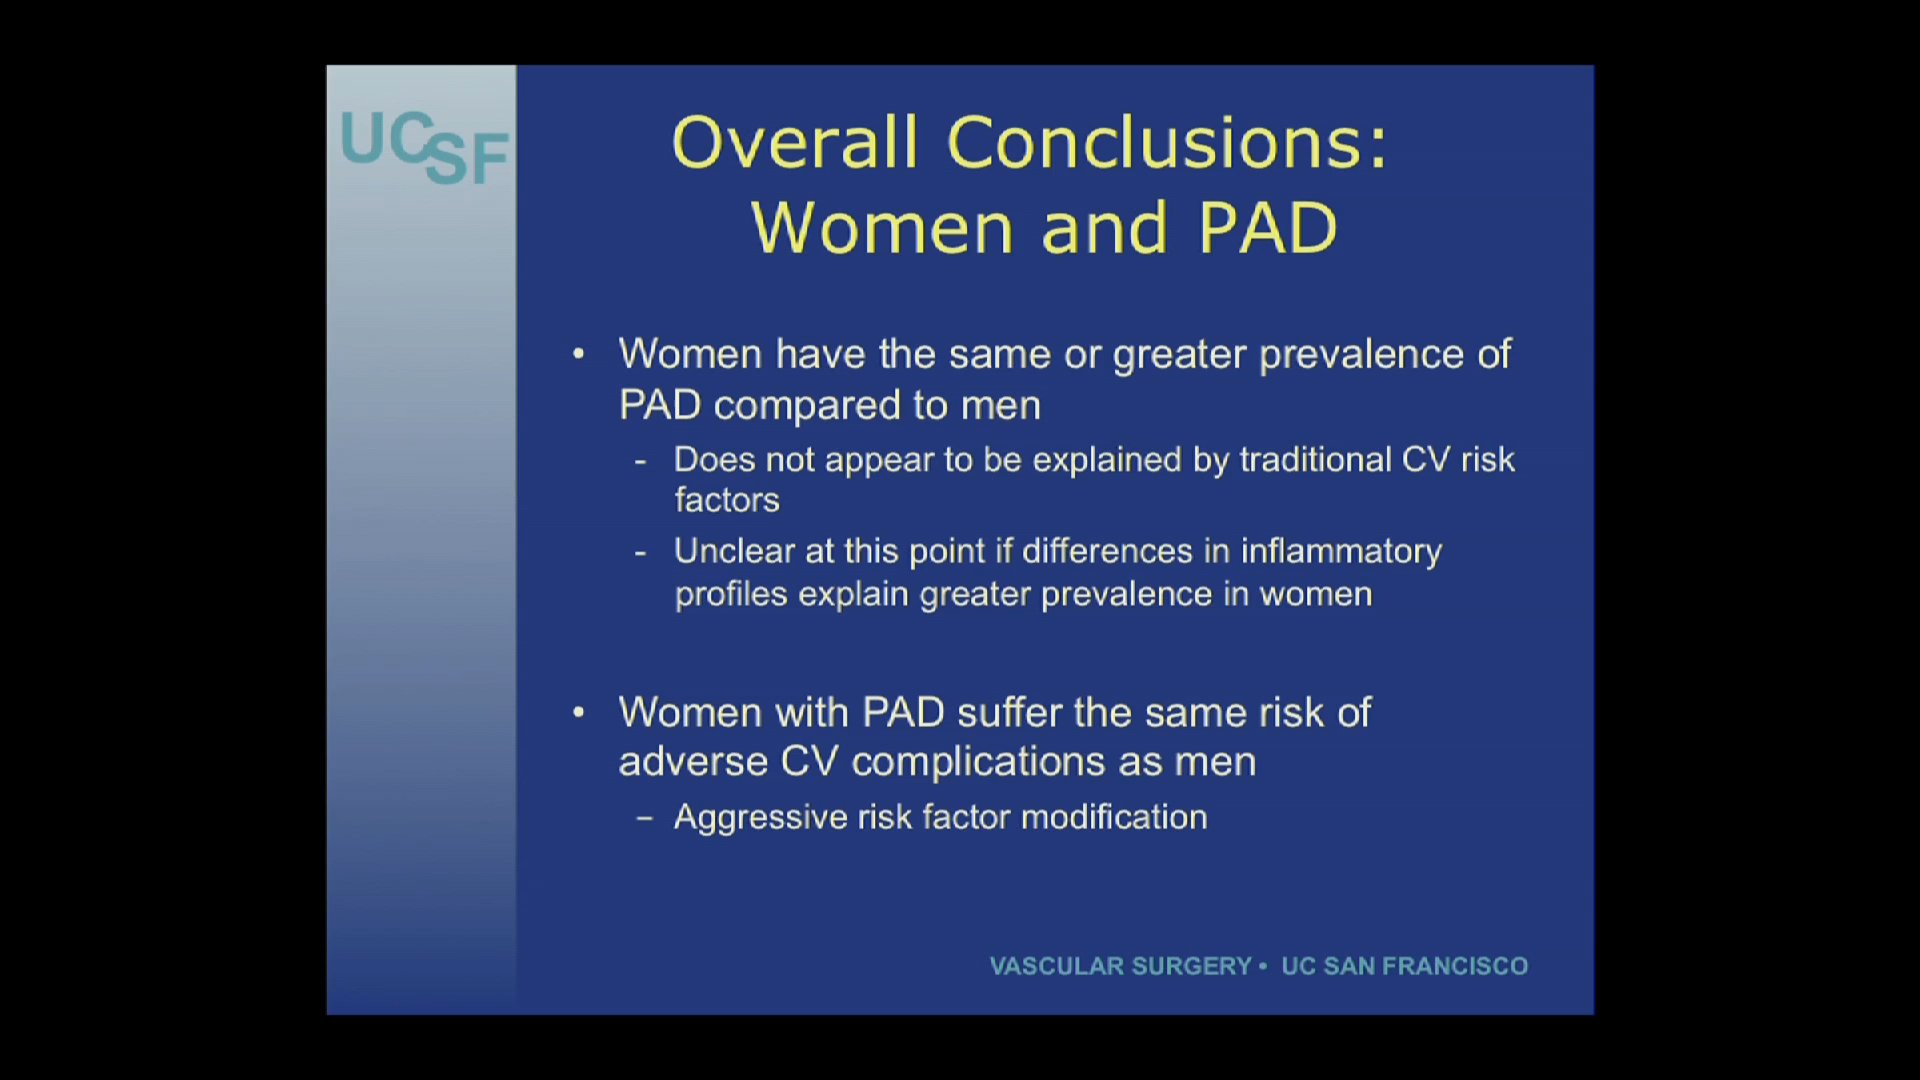 UCSF
Overall Conclusions:
Women and PAD
• Women have the same or greater prevalence of
PAD compared to men
- Does not appear to be explained by traditional CV risk
factors
- Unclear at this point if differences in inflammatory
profiles explain greater prevalence in women
• Women with PAD suffer the same risk of
adverse CV complications as men
– Aggressive risk factor modification
VASCULAR SURGERY • UC SAN FRANCISCO